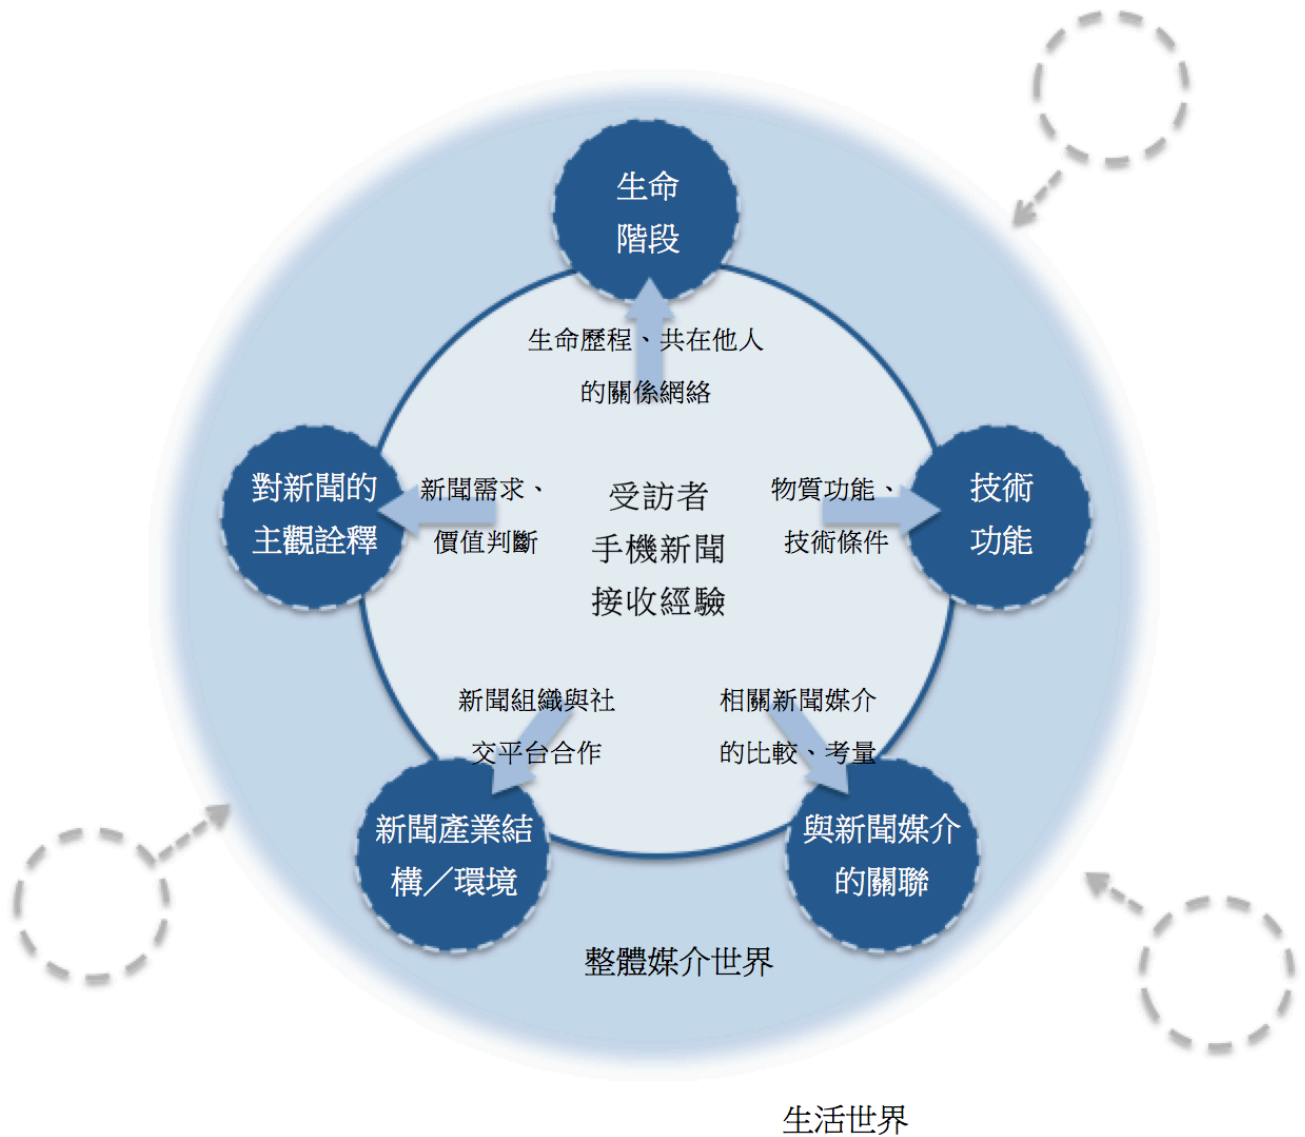 生命
階段
生命歷程、共在他人
的關係網絡
對新聞的
主觀詮釋
新聞需求、
價值判斷
受訪者
手機新聞
接收經驗
物質功能、
技術條件
技術
功能
新聞組織與社
交平台合作
相關新聞媒介
的比較、考量
新聞產業結
構／環境
與新聞媒介
的關聯
整體媒介世界
生活世界